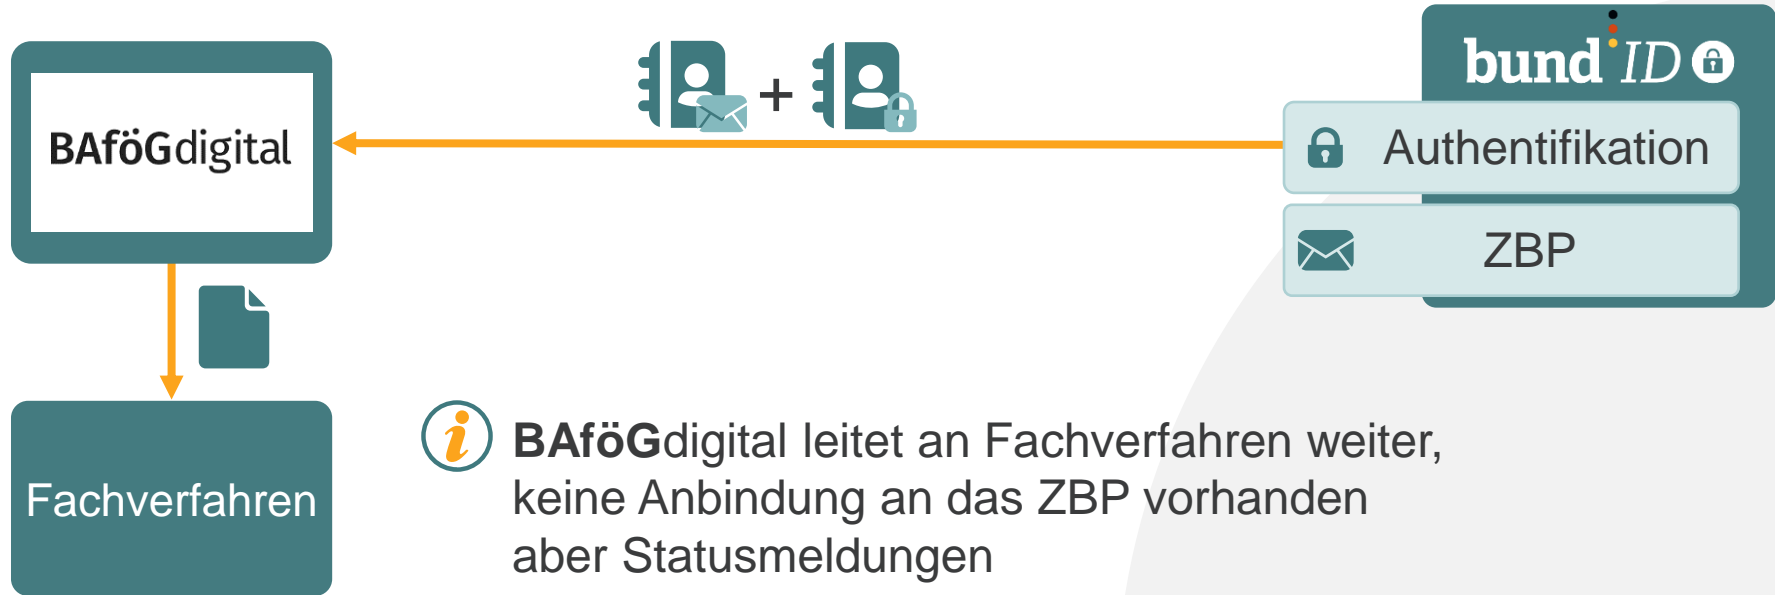 bund ID
BAföGdigital
+
Authentifikation
ZBP
Fachverfahren
i
BAföGdigital leitet an Fachverfahren weiter,
keine Anbindung an das ZBP vorhanden
aber Statusmeldungen